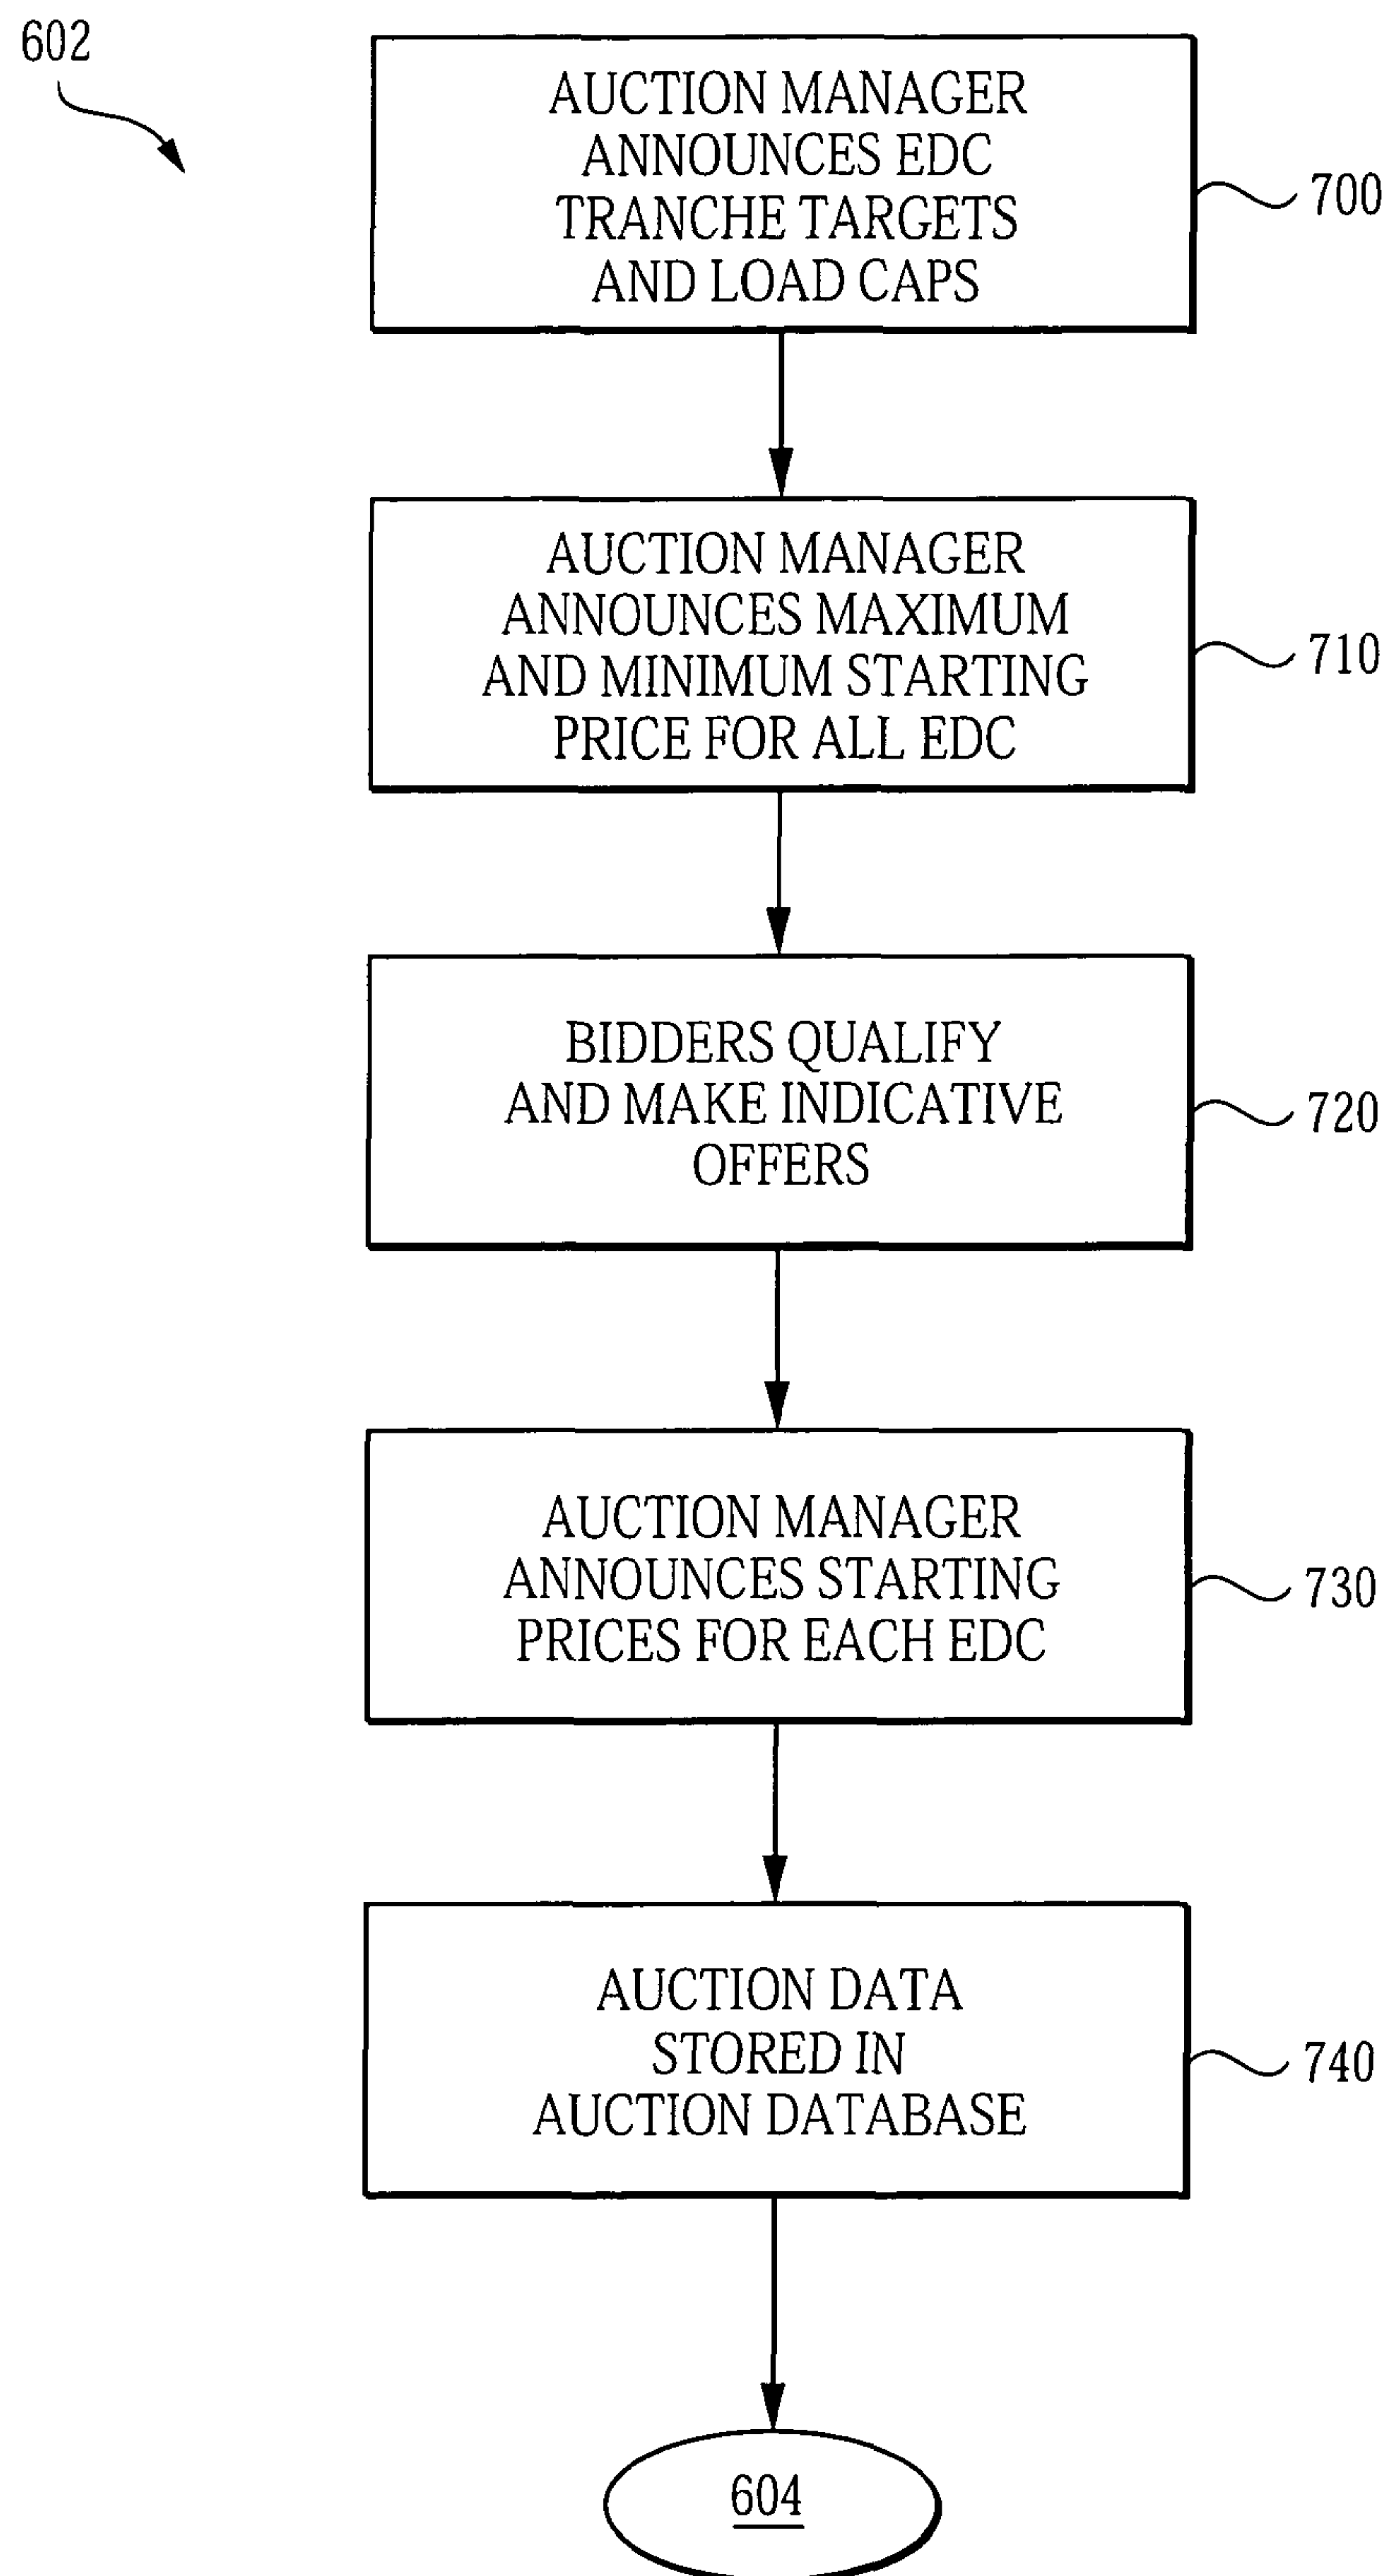 602
AUCTION MANAGER
ANNOUNCES EDC
TRANCHE TARGETS
AND LOAD CAPS
700
AUCTION MANAGER
ANNOUNCES MAXIMUM
AND MINIMUM STARTING
PRICE FOR ALL EDC
710
BIDDERS QUALIFY
AND MAKE INDICATIVE
OFFERS
720
AUCTION MANAGER
ANNOUNCES STARTING
PRICES FOR EACH EDC
730
AUCTION DATA
STORED IN
AUCTION DATABASE
740
604